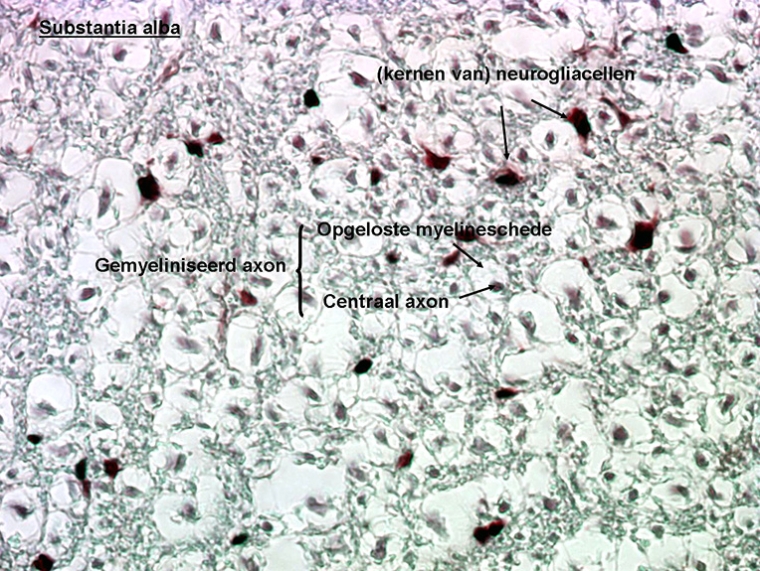 Substantia alba
(kernen van) neurogliacellen
Opgeloste myelineschede
Gemyeliniseerd axon
Centraal axon